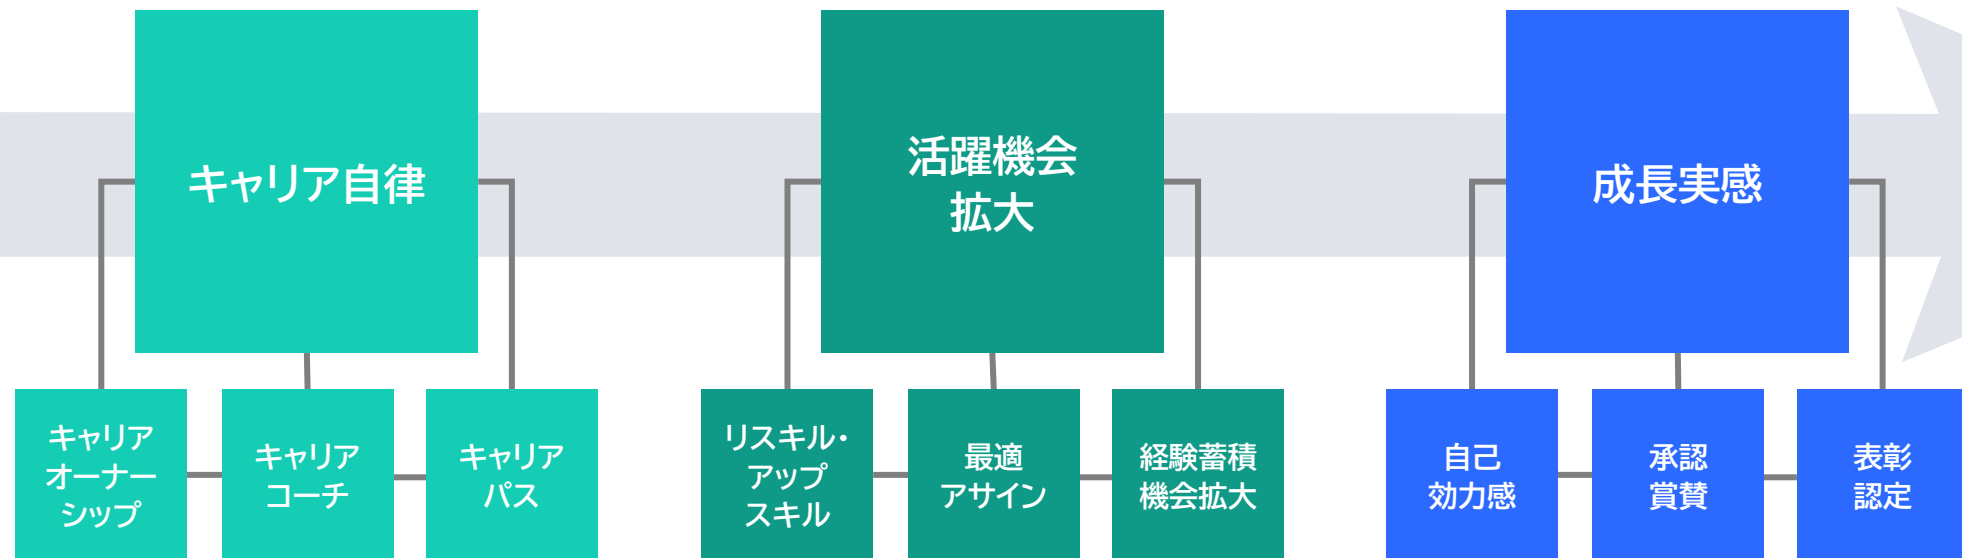 キャリア自律
活躍機会
拡大
成長実感
キャリア
オーナー
シップ
キャリア
コーチ
キャリア
パス
リスキル・
アップ
スキル
最適
アサイン
経験蓄積
機会拡大
自己
効力感
承認
賞賛
表彰
認定